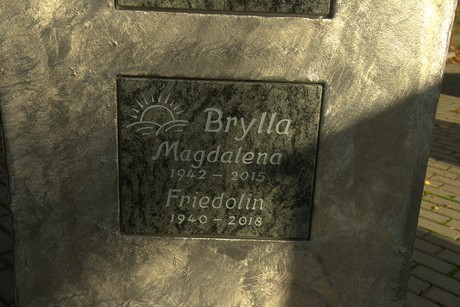 Brylla
Magdalena
1942 – 2015
Friedolin
1940 – 2018